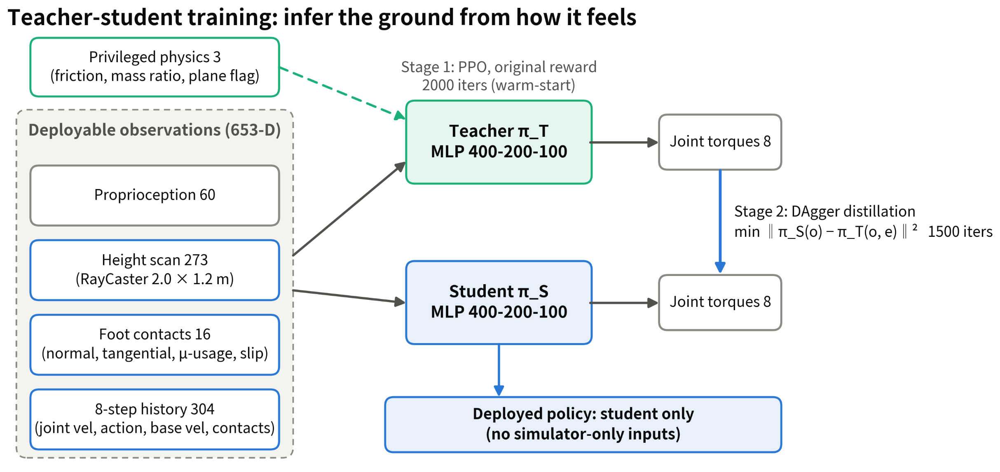 Teacher-student training: infer the ground from how it feels
Privileged physics 3
(friction, mass ratio, plane flag)
Stage 1: PPO, original reward
2000 iters (warm-start)
Deployable observations (653-D)
Proprioception 60
Height scan 273
(RayCaster 2.0 × 1.2 m)
Foot contacts 16
(normal, tangential, μ-usage, slip)
8-step history 304
(joint vel, action, base vel, contacts)
Teacher π_T
MLP 400-200-100
Joint torques 8
Stage 2: DAgger distillation
min ‖ π_S(o) − π_T(o, e) ‖ ² 1500 iters
Student π_S
MLP 400-200-100
Joint torques 8
Deployed policy: student only
(no simulator-only inputs)